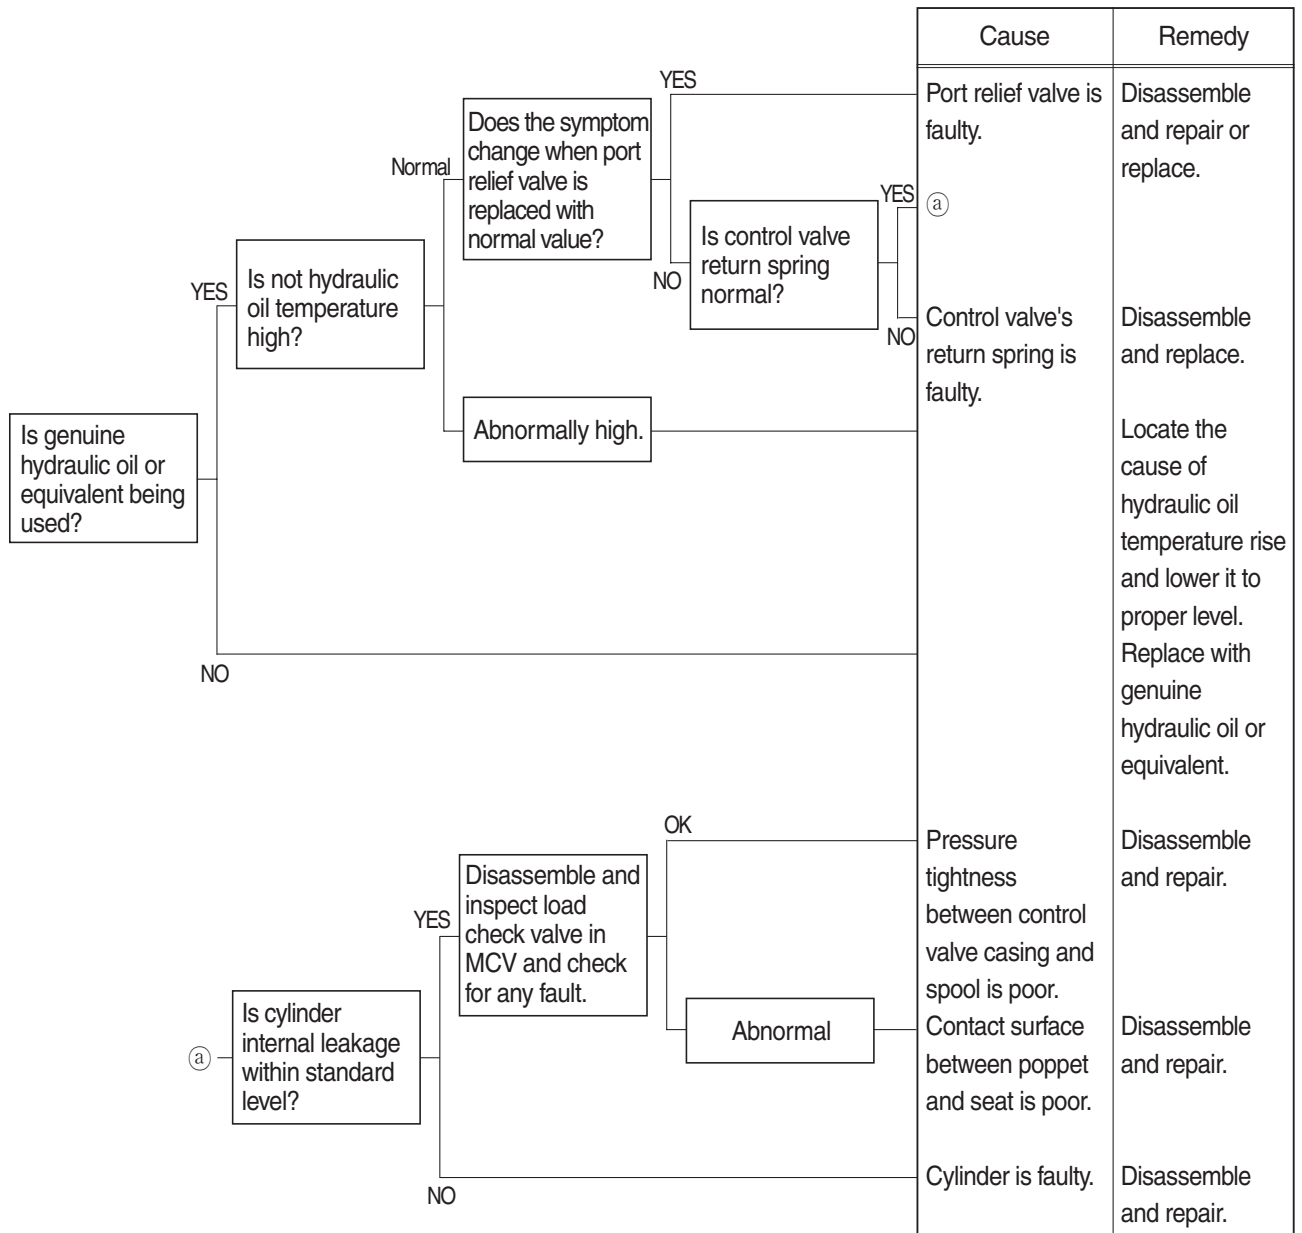 Cause
Remedy
YES
Port relief valve is
faulty.
Disassemble
and repair or
replace.
Does the symptom
change when port
relief valve is
replaced with
normal value?
Normal
YES
ⓐ
Is control valve
return spring
normal?
NO
NO
Control valve's
return spring is
faulty.
Disassemble
and replace.
Is not hydraulic
oil temperature
high?
YES
Abnormally high.
Locate the
cause of
hydraulic oil
temperature rise
and lower it to
proper level.
Is genuine
hydraulic oil or
equivalent being
used?
NO
Replace with
genuine
hydraulic oil or
equivalent.
OK
Pressure
tightness
between control
valve casing and
spool is poor.
Disassemble
and repair.
Disassemble and
inspect load
check valve in
MCV and check
for any fault.
YES
Abnormal
Contact surface
between poppet
and seat is poor.
Disassemble
and repair.
ⓐ
Is cylinder
internal leakage
within standard
level?
NO
Cylinder is faulty.
Disassemble
and repair.